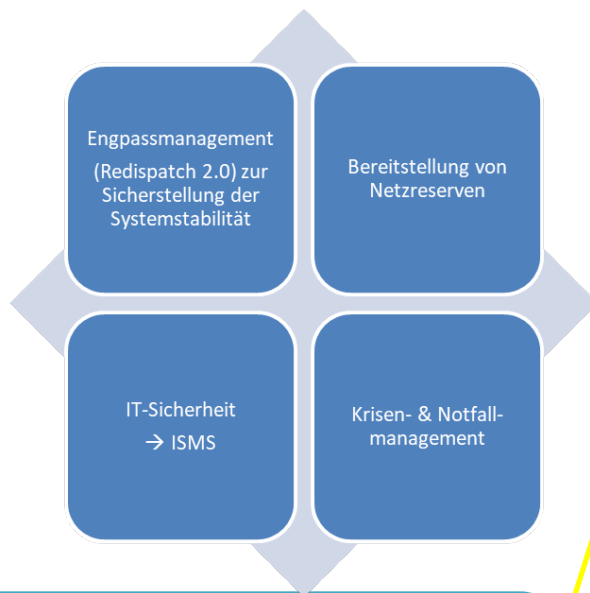 Engpassmanagement
(Redispatch 2.0) zur
Sicherstellung der
Systemstabilität
Bereitstellung von
Netzreserven
IT-Sicherheit
→ ISMS
Krisen- & Notfall-
management